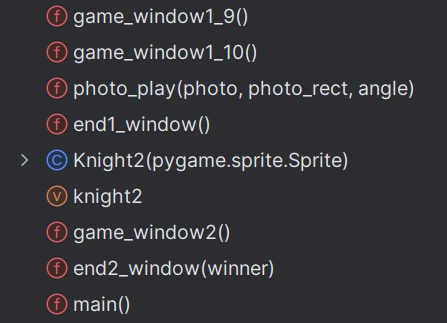 f game_window1_9()
f game_window1_10()
f photo_play(photo, photo_rect, angle)
f end1_window()
C Knight2(pygame.sprite.Sprite)
v knight2
f game_window2()
f end2_window(winner)
f main()